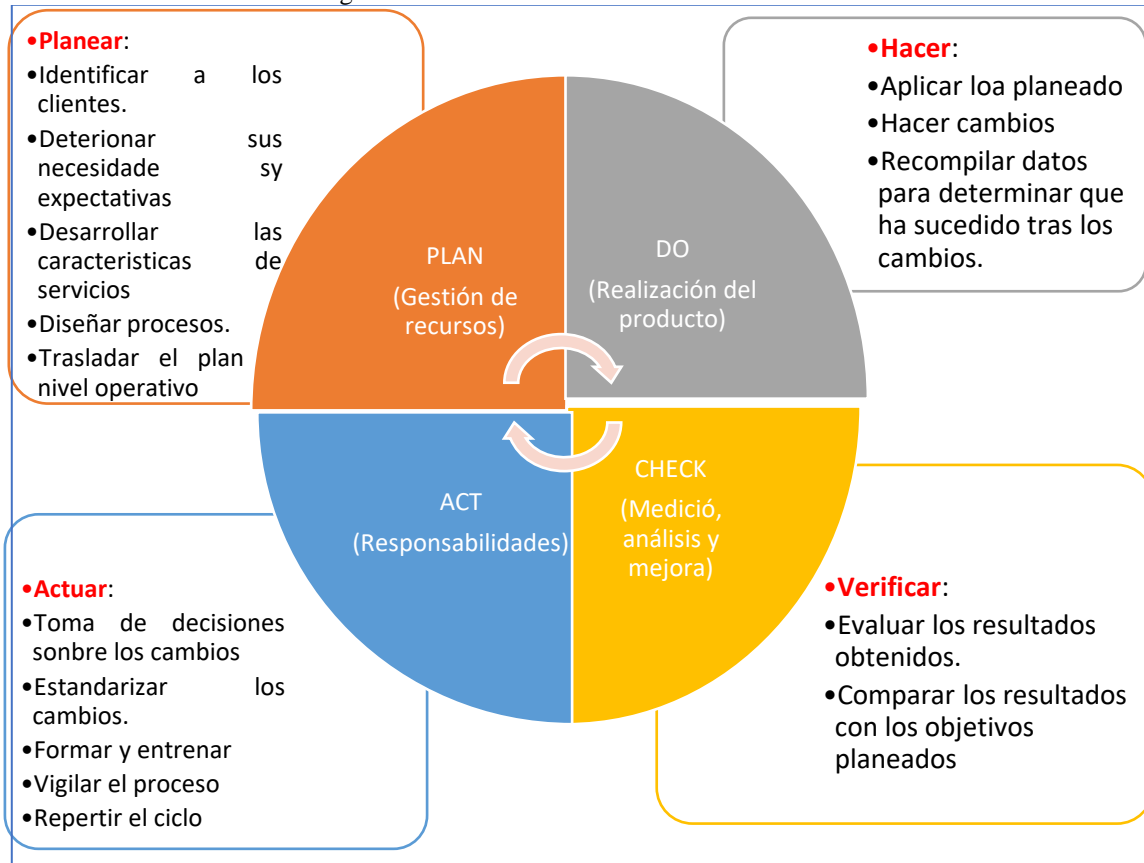 •Planear:
•Identificar a los
clientes.
•Deterionar sus
necesidade sy
expectativas
•Desarrollar las
caracteristicas de
servicios
•Diseñar procesos.
•Trasladar el plan
nivel operativo
•Hacer:
•Aplicar loa planeado
•Hacer cambios
•Recompilar datos
para determinar que
ha sucedido tras los
cambios.
PLAN
(Gestión de
recursos)
DO
(Realización del
producto)
ACT
(Responsabilidades)
CHECK
(Medició,
análisis y
mejora)
•Actuar:
•Toma de decisiones
sonbre los cambios
•Estandarizar los
cambios.
•Formar y entrenar
•Vigilar el proceso
•Repertir el ciclo
•Verificar:
•Evaluar los resultados
obtenidos.
•Comparar los resultados
con los objetivos
planeados